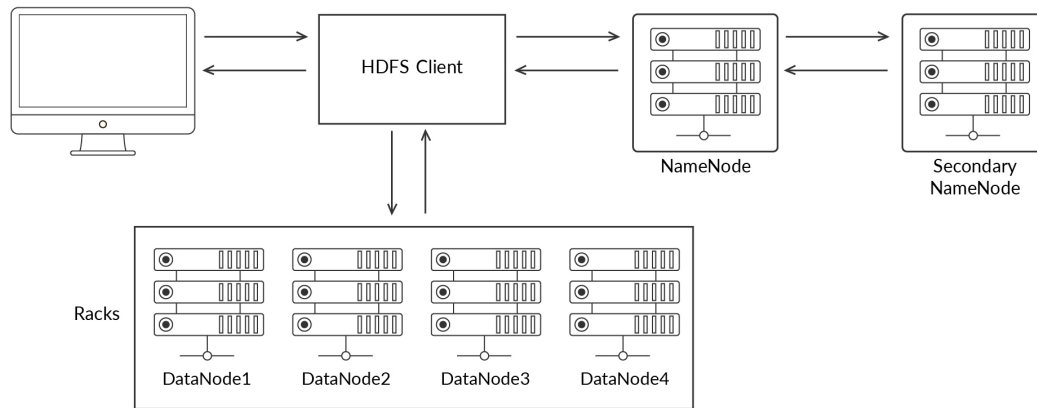 HDFS Client
NameNode
Secondary
NameNode
Racks
DataNode1
DataNode2
DataNode3
DataNode4